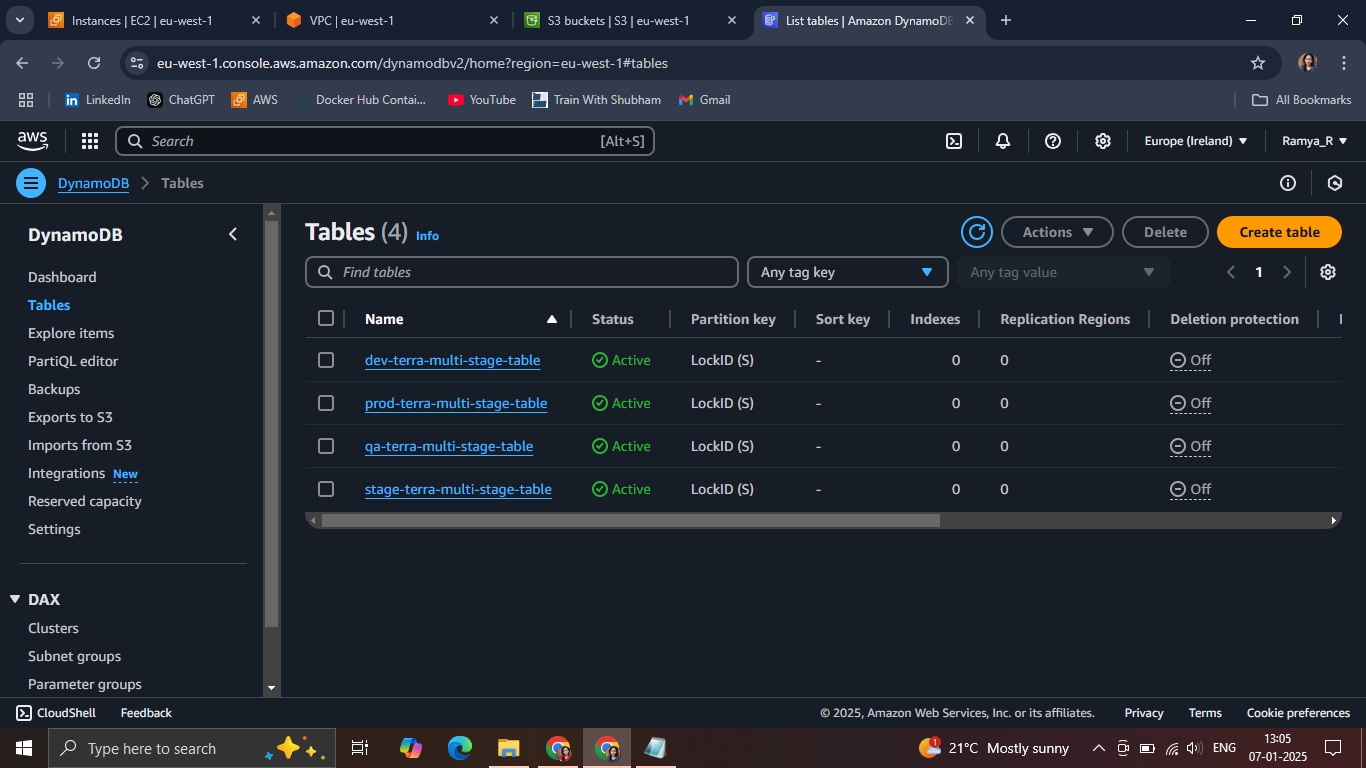 Instances | EC2 | eu-west-1
VPC | eu-west-1
S3 buckets | S3 | eu-west-1
List tables | Amazon DynamoDB
eu-west-1.console.aws.amazon.com/dynamodbv2/home?region=eu-west-1#tables
LinkedIn ChatGPT AWS Docker Hub Contai... YouTube Train With Shubham Gmail All Bookmarks
aws Search [Alt+S] Europe (Ireland) Ramya_R
DynamoDB Tables
DynamoDB
Dashboard
Tables
Explore items
PartiQL editor
Backups
Exports to S3
Imports from S3
Integrations New
Reserved capacity
Settings
DAX
Clusters
Subnet groups
Parameter groups
Tables (4) Info Actions Delete Create table
Find tables Any tag key Any tag value 1
Name Status Partition key Sort key Indexes Replication Regions Deletion protection
dev-terra-multi-stage-table Active LockID (S) - 0 0 Off
prod-terra-multi-stage-table Active LockID (S) - 0 0 Off
qa-terra-multi-stage-table Active LockID (S) - 0 0 Off
stage-terra-multi-stage-table Active LockID (S) - 0 0 Off
CloudShell Feedback © 2025, Amazon Web Services, Inc. or its affiliates. Privacy Terms Cookie preferences
Type here to search 1 21°C Mostly sunny ENG 13:05
07-01-2025